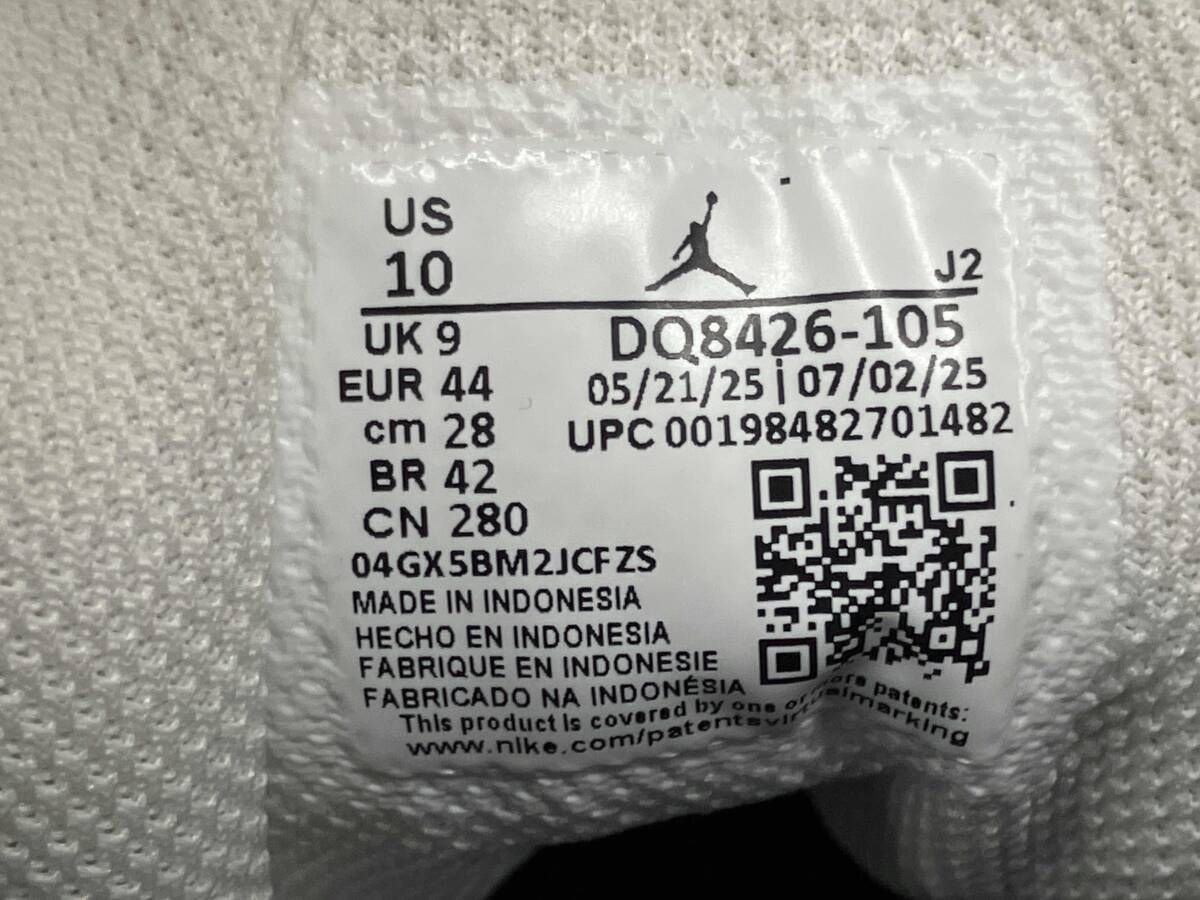 US
10
J2
UK 9
EUR 44
cm 28
BR 42
CN 280
DQ8426-105
05/21/25 | 07/02/25
UPC 00198482701482
04GX5BM2JCFZS
MADE IN INDONESIA
HECHO EN INDONESIA
FABRIQUE EN INDONESIE
FABRICADO NA INDONÉSIA
This product is covered by one or patents:
www.nike.com/patents